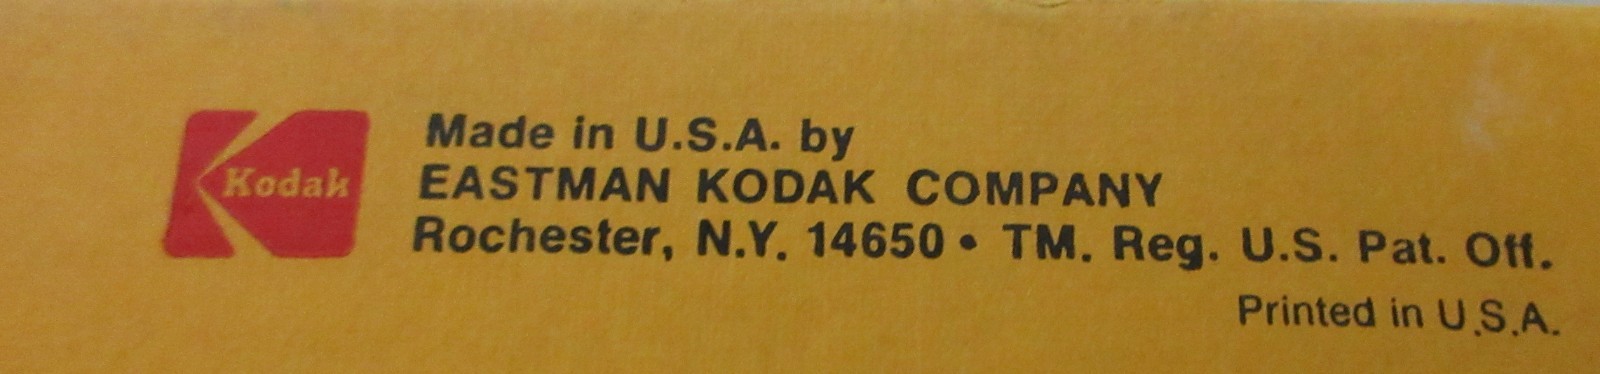 Kodak
Made in U.S.A. by
EASTMAN KODAK COMPANY
Rochester, N.Y. 14650 • TM. Reg. U.S. Pat. Off.
Printed in U.S.A.